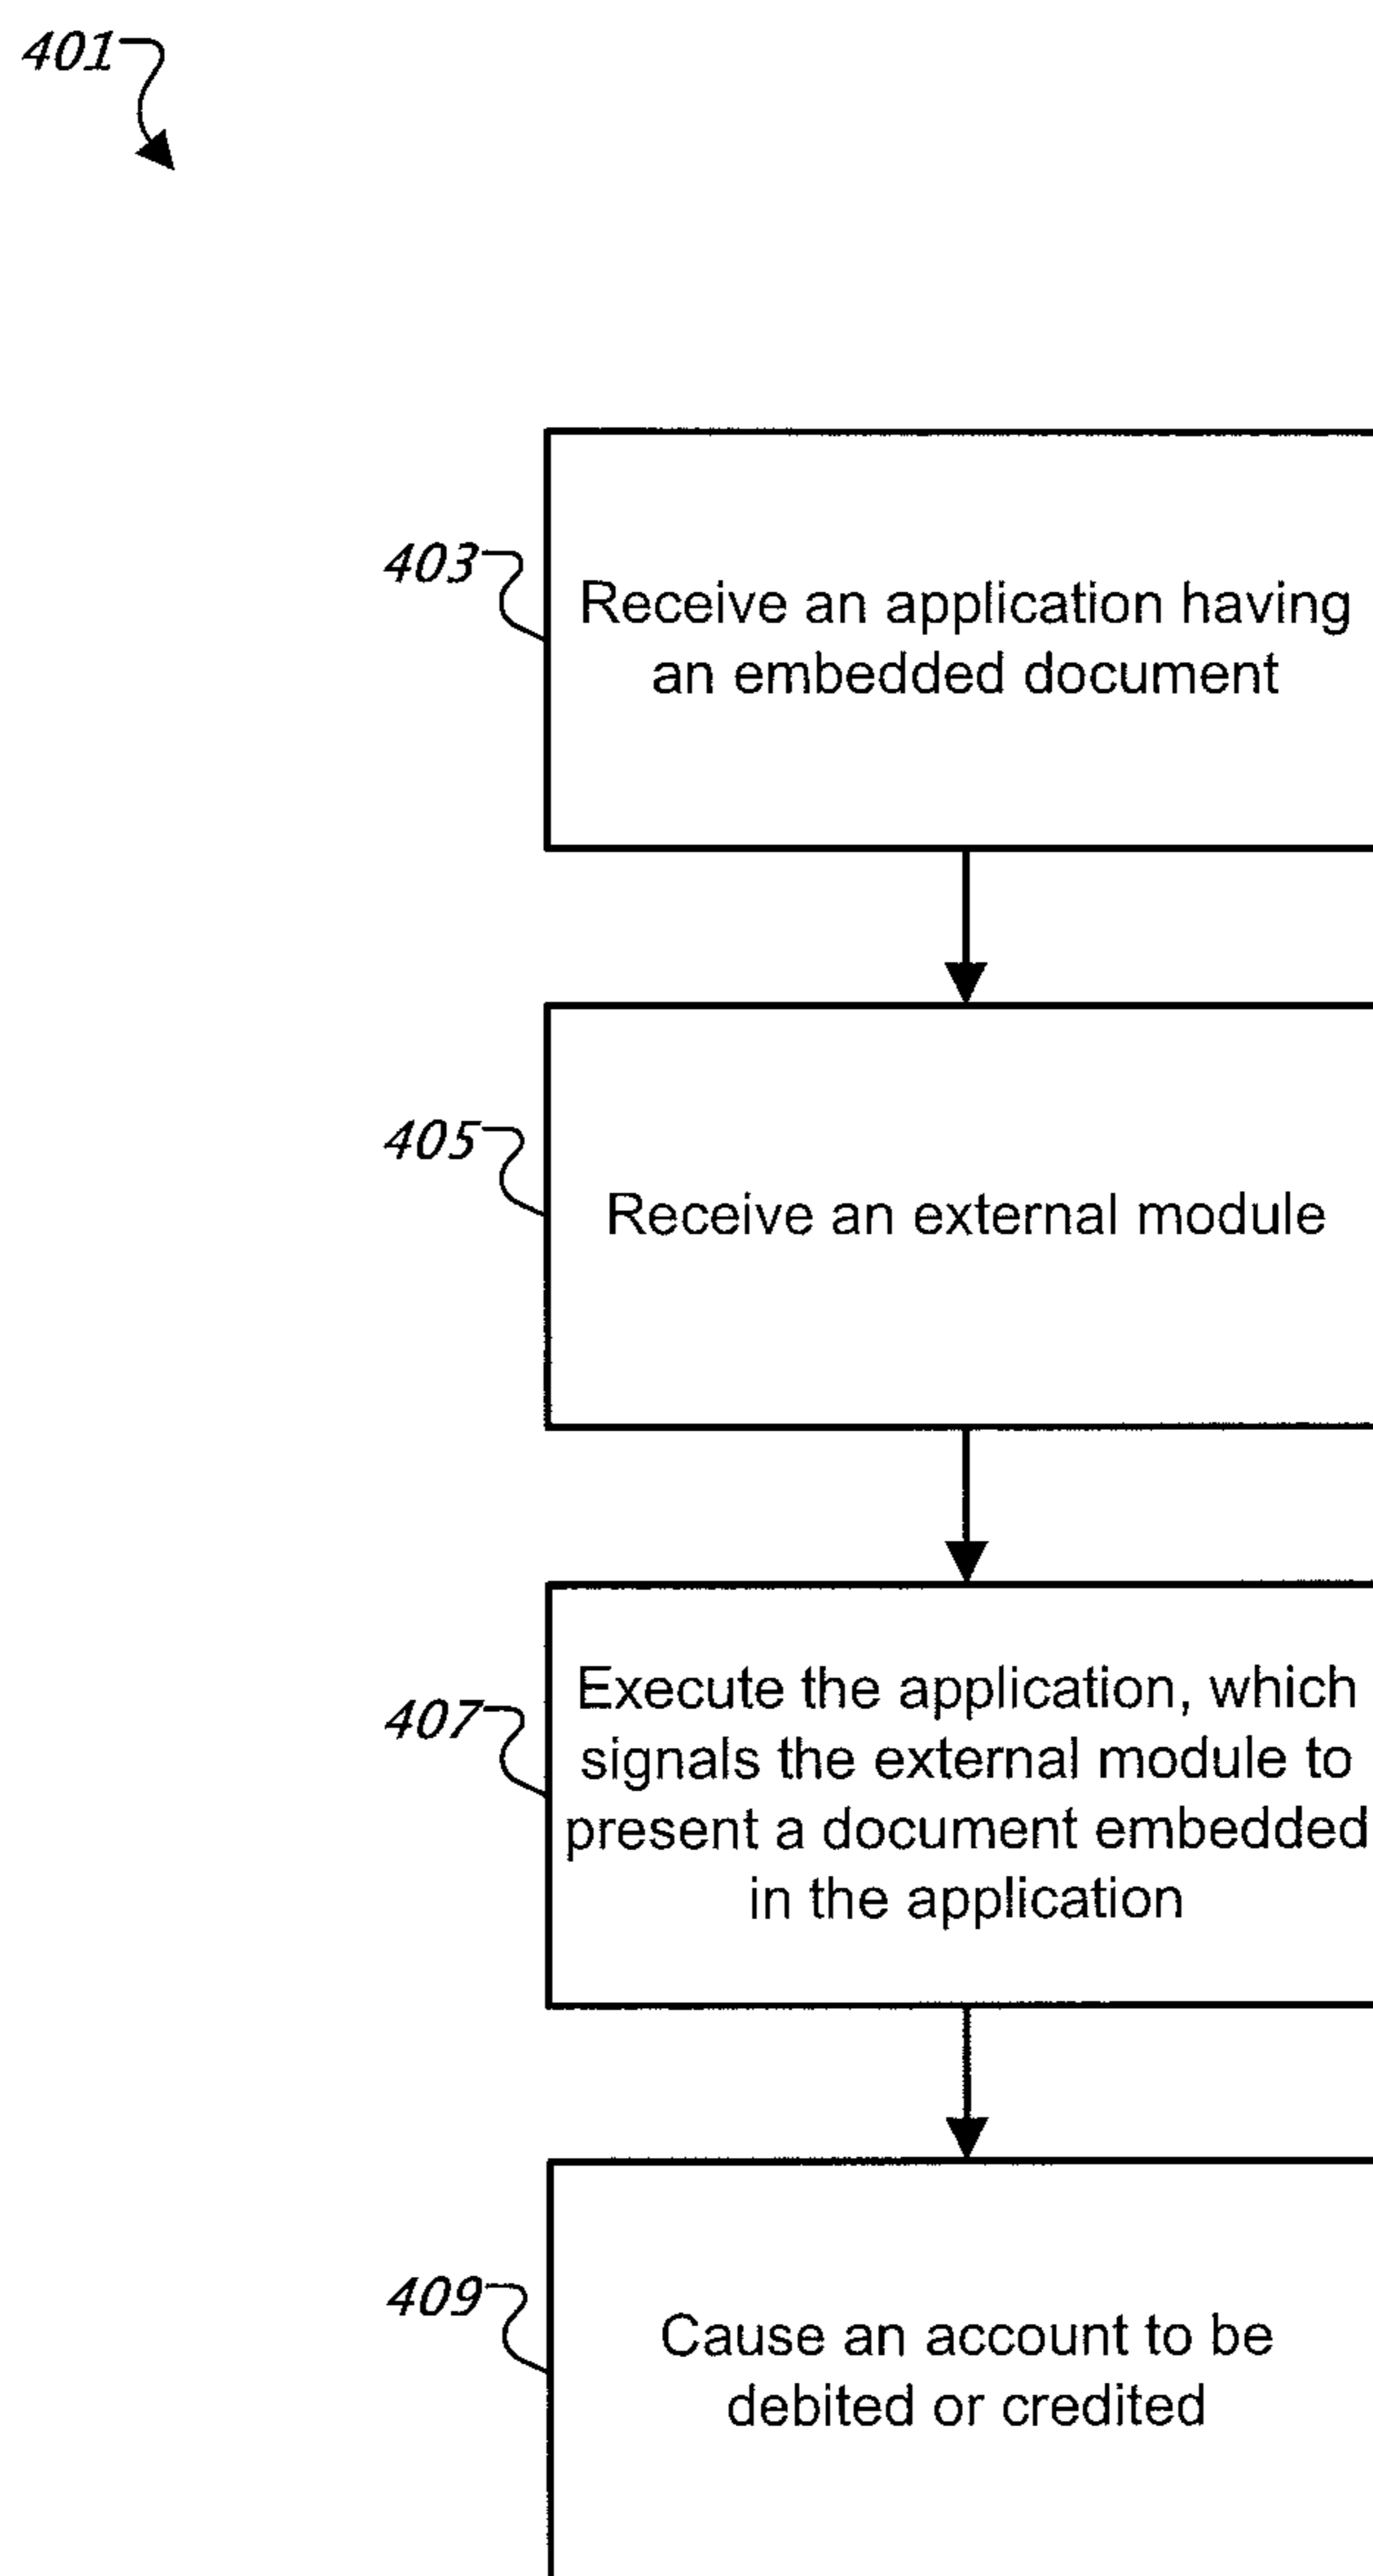 401
403
Receive an application having
an embedded document
405
Receive an external module
407
Execute the application, which
signals the external module to
present a document embedded
in the application
409
Cause an account to be
debited or credited